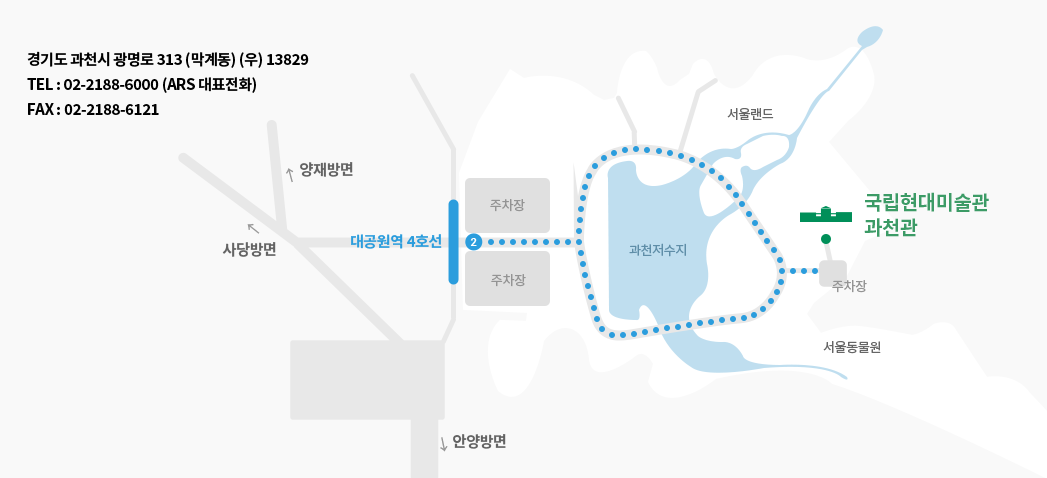 경기도 과천시 광명로 313 (막계동) (우) 13829
TEL : 02-2188-6000 (ARS 대표전화)
FAX : 02-2188-6121
서울랜드
양재방면
주차장
국립현대미술관
과천관
사당방면
대공원역 4호선
2
과천저수지
주차장
주차장
서울동물원
안양방면